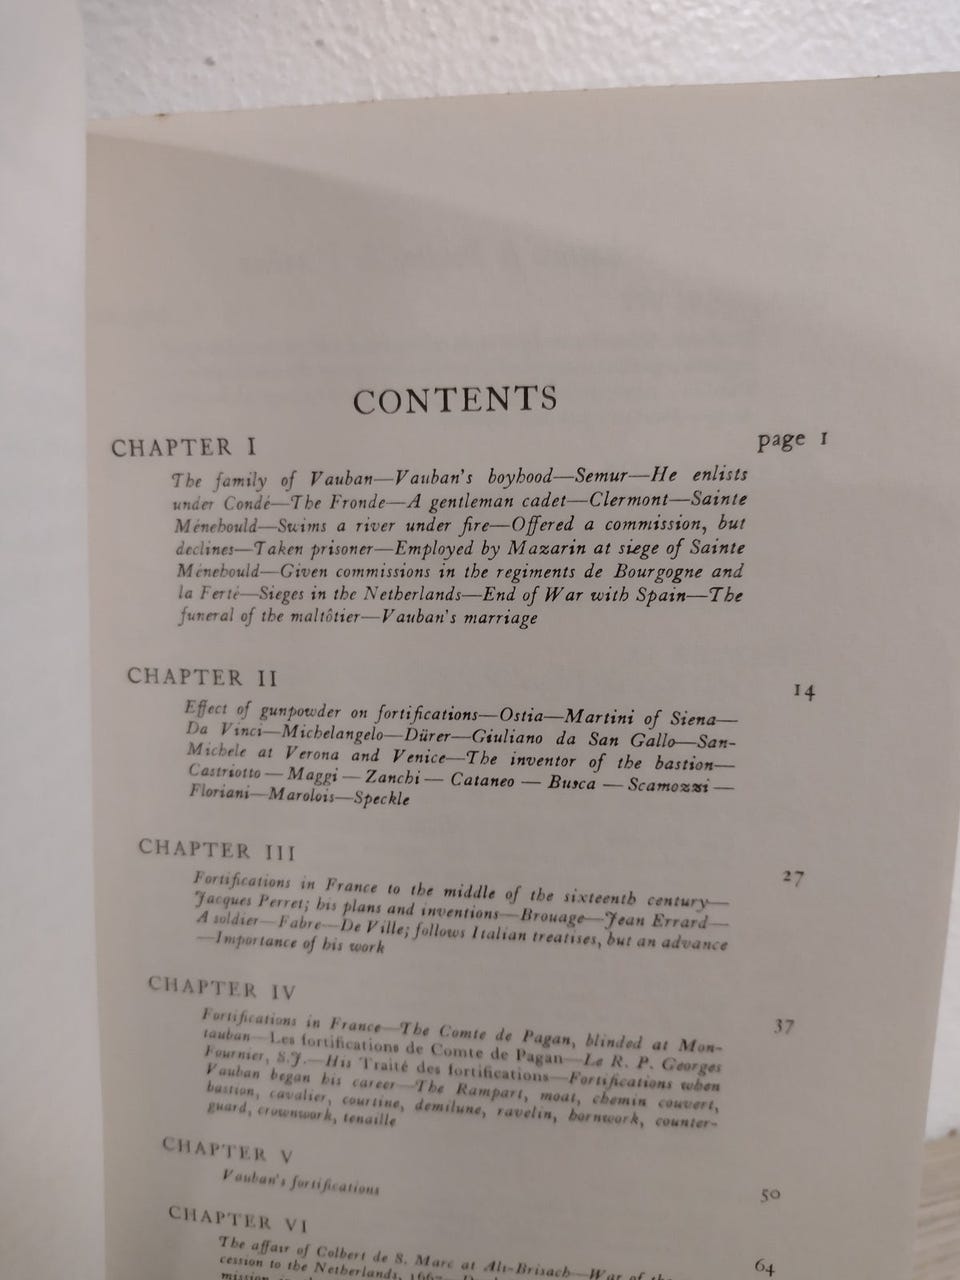 CONTENTS
CHAPTER I page 1
The family of Vauban—Vauban's boyhood—Semur—He enlists
under Condé—The Fronde—A gentleman cadet—Clermont—Sainte
Ménehould—Swims a river under fire—Offered a commission, but
declines—Taken prisoner—Employed by Mazarin at siege of Sainte
Ménehould—Given commissions in the regiments de Bourgogne and
la Ferté—Sieges in the Netherlands—End of War with Spain—The
funeral of the maltôtier—Vauban's marriage
CHAPTER II 14
Effect of gunpowder on fortifications—Ostia—Martini of Siena—
Da Vinci—Michelangelo—Dürer—Giuliano da San Gallo—San-
Michele at Verona and Venice—The inventor of the bastion—
Castriotto — Maggi — Zanchi — Cataneo — Busca — Scamozzi —
Floriani—Marolois—Speckle
CHAPTER III 27
Fortifications in France to the middle of the sixteenth century—
Jacques Perret; his plans and inventions—Brouage—Jean Errard—
A soldier—Fabre—De Ville; follows Italian treatises, but an advance
—Importance of his work
CHAPTER IV 37
Fortifications in France—The Comte de Pagan, blinded at Mon-
tauban—Les fortifications de Comte de Pagan—Le R. P. Georges
Fournier, S.J.—His Traité des fortifications—Fortifications when
Vauban began his career—The Rampart, moat, chemin couvert,
bastion, cavalier, courtine, demilune, ravelin, hornwork, counter-
guard, crownwork, tenaille
CHAPTER V 50
Vauban's fortifications
CHAPTER VI 64
The affair of Colbert de S. Marc at Alt-Brisach—War of the
cession to the Netherlands, 1667